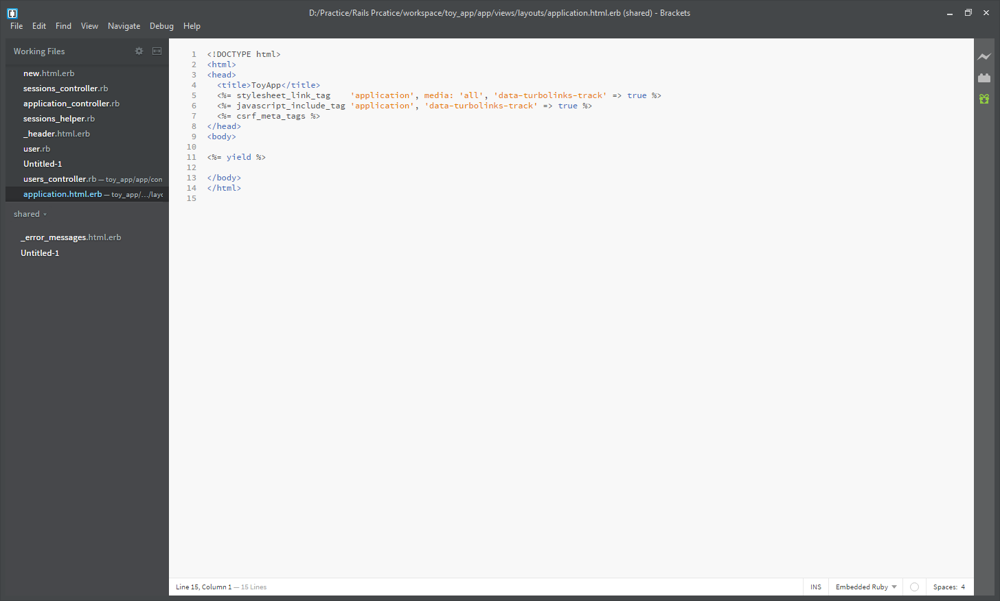 D:/Practice/Rails Prcatice/workspace/toy_app/app/views/layouts/application.html.erb (shared) - Brackets
File Edit Find View Navigate Debug Help
Working Files
new.html.erb
sessions_controller.rb
application_controller.rb
sessions_helper.rb
_header.html.erb
user.rb
Untitled-1
users_controller.rb — toy_app/app/con
application.html.erb — toy_app/.../layc
shared
_error_messages.html.erb
Untitled-1
1 <!DOCTYPE html>
2 <html>
3 <head>
4   <title>ToyApp</title>
5   <%= stylesheet_link_tag    'application', media: 'all', 'data-turbolinks-track' => true %>
6   <%= javascript_include_tag 'application', 'data-turbolinks-track' => true %>
7   <%= csrf_meta_tags %>
8 </head>
9 <body>
10
11 <%= yield %>
12
13 </body>
14 </html>
15
Line 15, Column 1 — 15 Lines
INS Embedded Ruby Spaces: 4